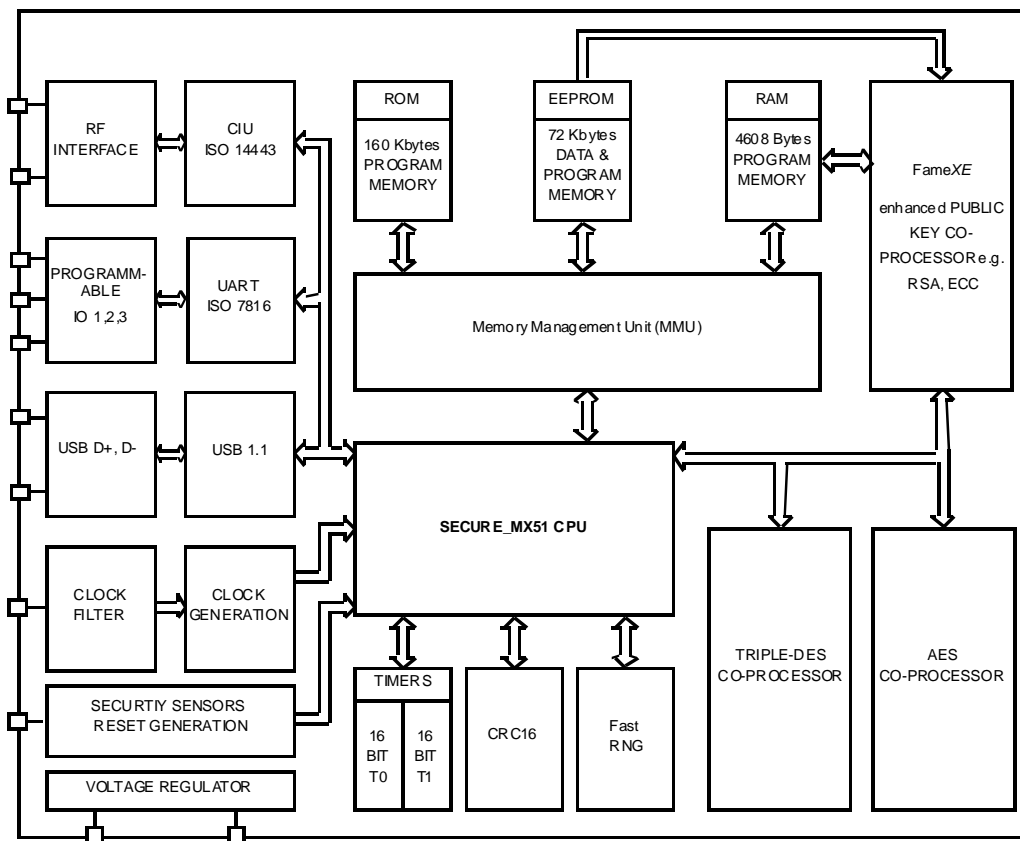 ROM
160 Kbytes
PROGRAM
MEMORY
EEPROM
72 Kbytes
DATA &
PROGRAM
MEMORY
RAM
4608 Bytes
PROGRAM
MEMORY
RF
INTERFACE
CIU
ISO 14443
FameXE
enhanced PUBLIC
KEY CO-
PROCESSOR e.g.
RSA, ECC
PROGRAMM-
ABLE
IO 1,2,3
UART
ISO 7816
Memory Management Unit (MMU)
USB D+, D-
USB 1.1
SECURE_MX51 CPU
CLOCK
FILTER
CLOCK
GENERATION
TRIPLE-DES
CO-PROCESSOR
AES
CO-PROCESSOR
SECURTIY SENSORS
RESET GENERATION
TIMERS
16
BIT
T0
16
BIT
T1
CRC16
Fast
RNG
VOLTAGE REGULATOR